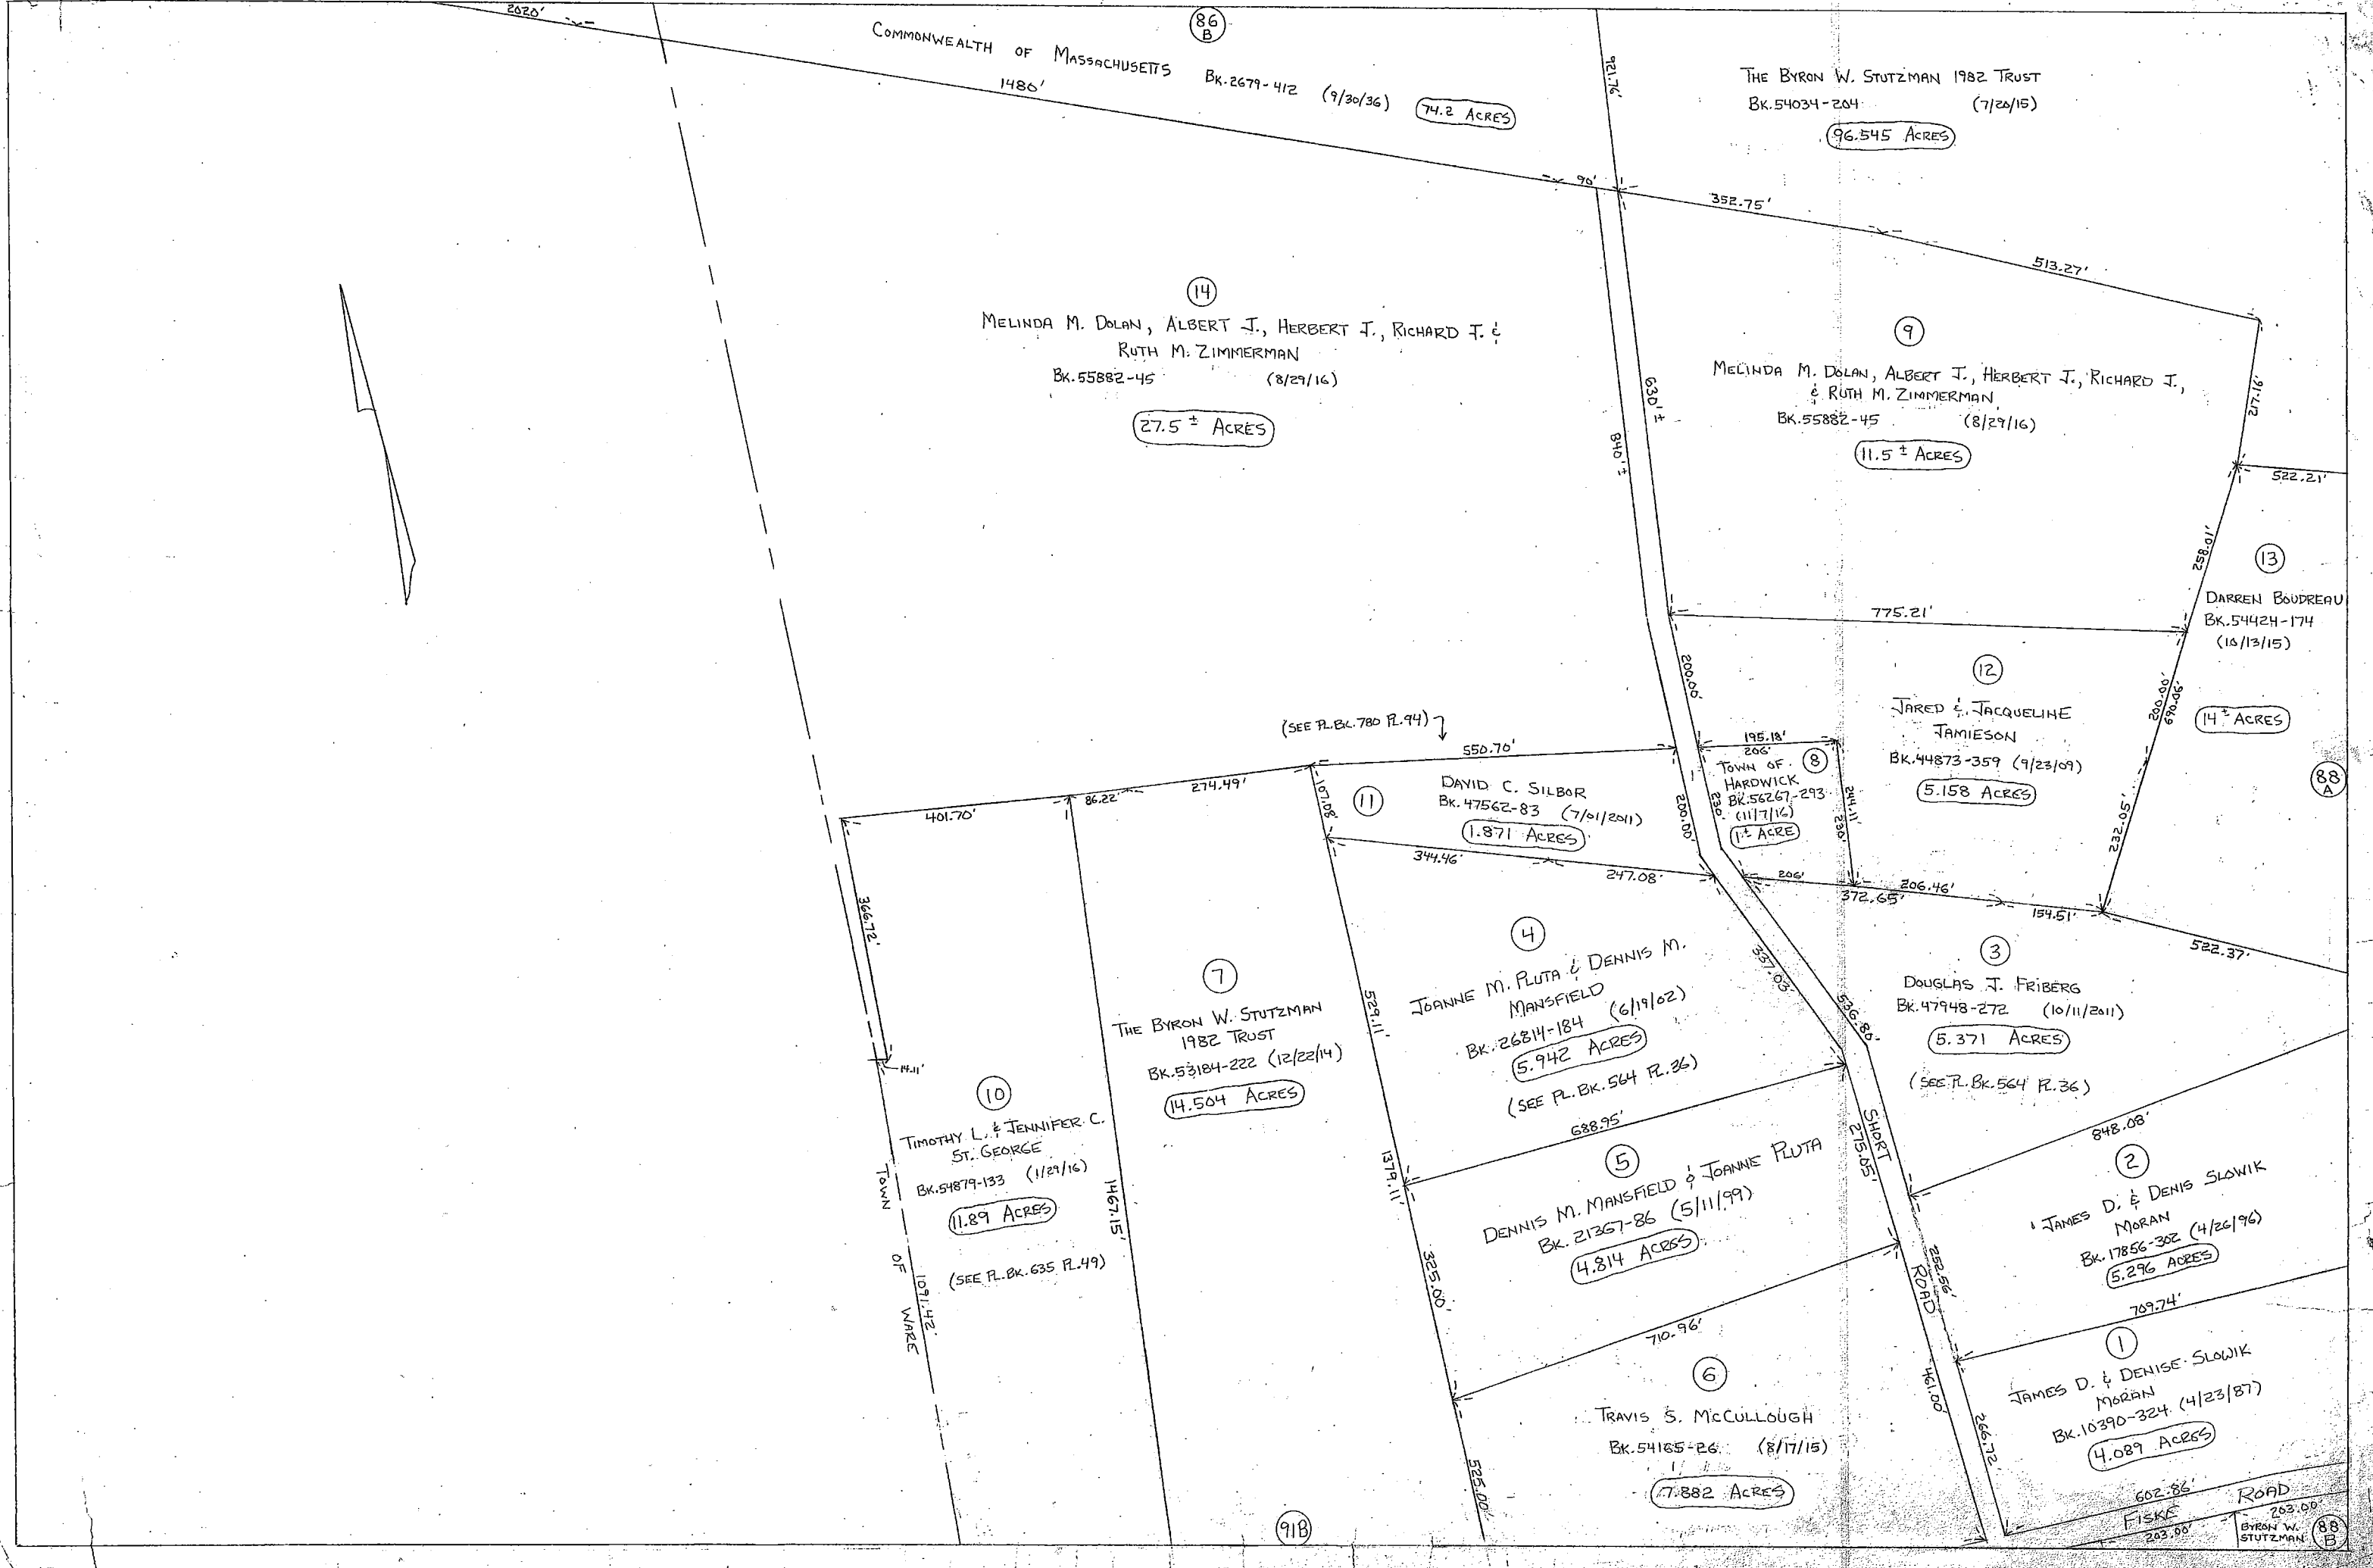 2020'
86
B
COMMONWEALTH OF MASSACHUSETTS BK.2679-412 (9/30/36) 74.2 ACRES
1480'
90'
921.76'
THE BYRON W. STUTZMAN 1982 TRUST
BK.54034-204 (7/20/15)
96.545 ACRES
352.75'
513.27'
14
MELINDA M. DOLAN, ALBERT J., HERBERT J., RICHARD J. &
RUTH M. ZIMMERMAN
BK.55882-45 (8/29/16)
27.5 ± ACRES
840'±
630'±
9
MELINDA M. DOLAN, ALBERT J., HERBERT J., RICHARD J.,
& RUTH M. ZIMMERMAN
BK.55882-45 (8/29/16)
11.5 ± ACRES
217.16'
522.21'
258.01'
13
DARREN BOUDREAU
BK.54424-174
(10/13/15)
14 ± ACRES
88
A
775.21'
200.00'
12
JARED & JACQUELINE
JAMIESON
BK.44873-359 (9/23/09)
5.158 ACRES
200.00'
690.06'
232.05'
195.18'
206'
TOWN OF
HARDWICK
8
BK.56267-293
(11/7/16)
1± ACRE
230'
244.11'
230'
206'
206.46'
372.65'
154.51'
522.37'
(SEE PL.BK.780 PL.94)
550.70'
11
DAVID C. SILBOR
BK.47562-83 (7/01/2011)
1.871 ACRES
107.08'
200.00'
344.46'
247.08'
401.70'
86.22'
274.49'
366.72'
14.11'
10
TIMOTHY L. & JENNIFER C.
ST. GEORGE
BK.54879-133 (1/29/16)
11.89 ACRES
(SEE PL.BK.635 PL.49)
TOWN OF WARE
1091.42'
1467.15'
7
THE BYRON W. STUTZMAN
1982 TRUST
BK.53184-222 (12/22/14)
14.504 ACRES
529.11'
1379.11'
325.00'
525.00'
4
JOANNE M. PLUTA & DENNIS M.
MANSFIELD
BK.26814-184 (6/19/02)
5.942 ACRES
(SEE PL.BK.564 PL.36)
337.03'
536.86'
688.95'
3
DOUGLAS J. FRIBERG
BK.47948-272 (10/11/2011)
5.371 ACRES
(SEE PL.BK.564 PL.36)
848.08'
5
DENNIS M. MANSFIELD & JOANNE PLUTA
BK. 21367-86 (5/11/99)
4.814 ACRES
SHORT ROAD
275.05'
710.96'
2
JAMES D. & DENIS SLOWIK
MORAN
BK.17856-302 (4/26/96)
5.296 ACRES
252.56'
709.74'
6
TRAVIS S. MCCULLOUGH
BK.54165-26 (8/17/15)
7.882 ACRES
461.00'
1
JAMES D. & DENISE SLOWIK
MORAN
BK.10390-324 (4/23/87)
4.089 ACRES
266.72
602.86'
FISKE ROAD
203.00'
203.00'
BYRON W.
STUTZMAN
88
B
91B